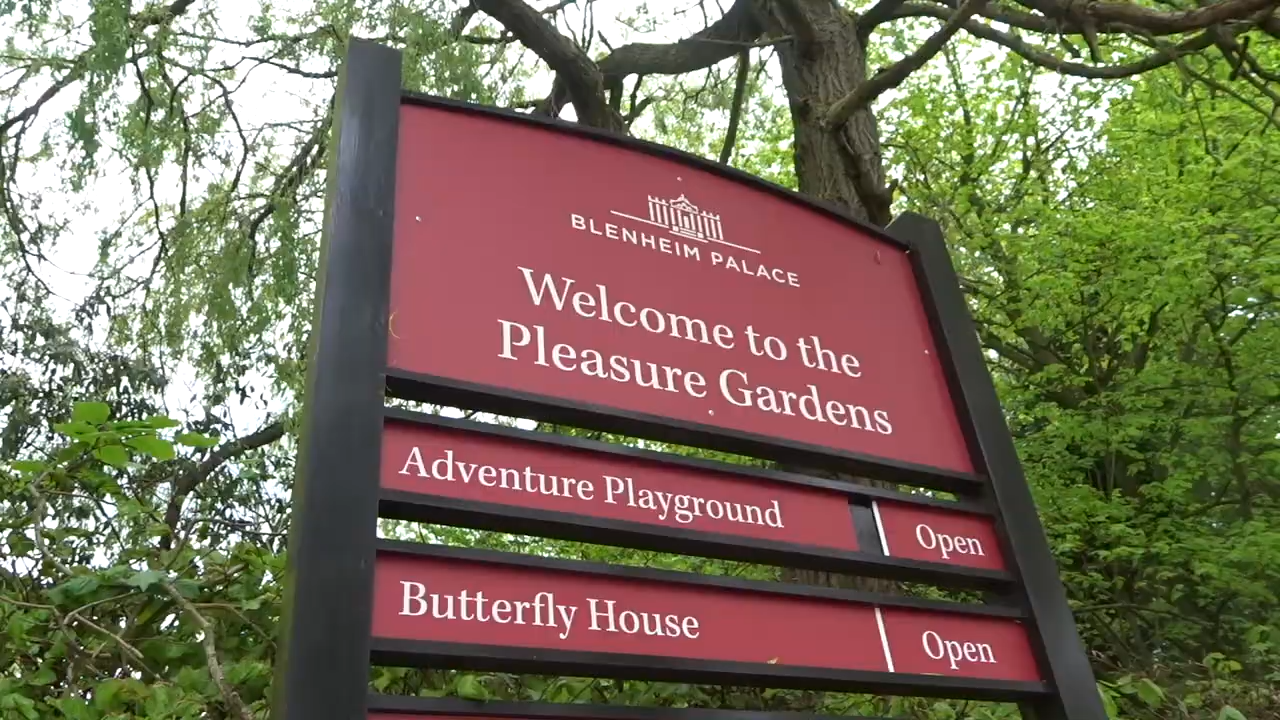 BLENHEIM PALACE
Welcome to the
Pleasure Gardens
Adventure Playground
Open
Butterfly House
Open